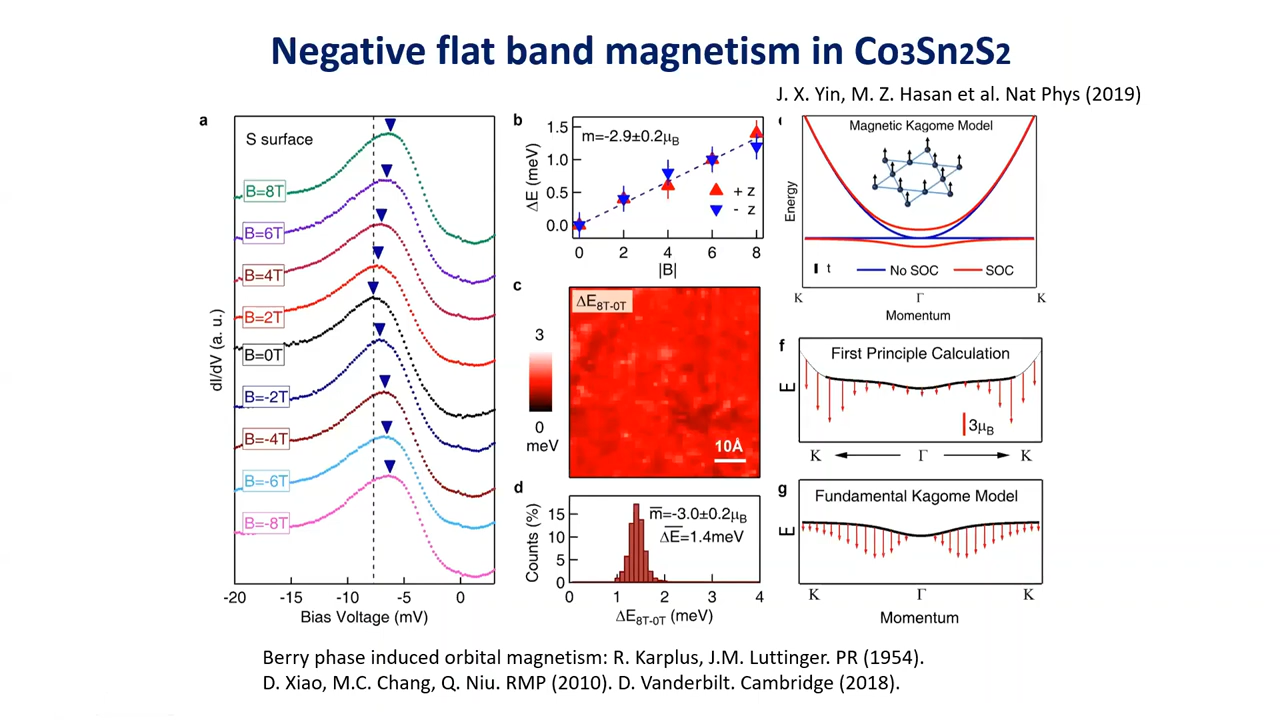 Negative flat band magnetism in Co3Sn2S2
J. X. Yin, M. Z. Hasan et al. Nat Phys (2019)
a
S surface
B=8T
B=6T
B=4T
B=2T
B=0T
B=-2T
B=-4T
B=-6T
B=-8T
dI/dV (a. u.)
-20 -15 -10 -5 0
Bias Voltage (mV)
b
m=-2.9±0.2μB
+ z
- z
1.5
1.0
0.5
0.0
ΔE (meV)
0 2 4 6 8
|B|
c
ΔE8T-0T
3
0
meV
10Å
d
m̅=-3.0±0.2μB
Δ̅E̅=1.4meV
15
10
5
0
Counts (%)
0 1 2 3 4
ΔE8T-0T (meV)
Magnetic Kagome Model
Energy
t No SOC SOC
K Γ K
Momentum
f
First Principle Calculation
E
3μB
K Γ K
g
Fundamental Kagome Model
E
K Γ K
Momentum
Berry phase induced orbital magnetism: R. Karplus, J.M. Luttinger. PR (1954).
D. Xiao, M.C. Chang, Q. Niu. RMP (2010). D. Vanderbilt. Cambridge (2018).